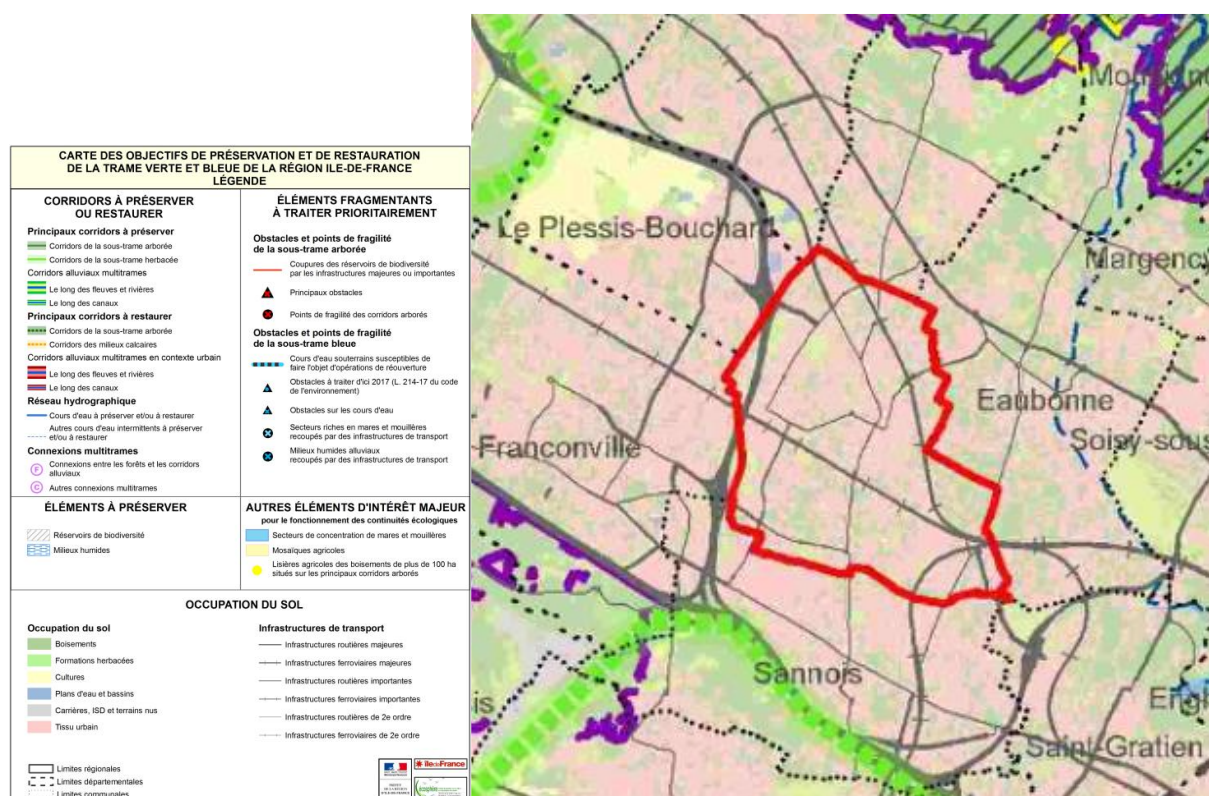 CARTE DES OBJECTIFS DE PRÉSERVATION ET DE RESTAURATION
DE LA TRAME VERTE ET BLEUE DE LA RÉGION ILE-DE-FRANCE
LÉGENDE
CORRIDORS À PRÉSERVER
OU RESTAURER
Principaux corridors à préserver
Corridors de la sous-trame arborée
Corridors de la sous-trame herbacée
Corridors alluviaux multitrames
Le long des fleuves et rivières
Le long des canaux
Principaux corridors à restaurer
Corridors de la sous-trame arborée
Corridors des milieux calcaires
Corridors alluviaux multitrames en contexte urbain
Le long des fleuves et rivières
Le long des canaux
Réseau hydrographique
Cours d'eau à préserver et/ou à restaurer
Autres cours d'eau intermittents à préserver
et/ou à restaurer
Connexions multitrames
F
Connexions entre les forêts et les corridors
alluviaux
C
Autres connexions multitrames
ÉLÉMENTS FRAGMENTANTS
À TRAITER PRIORITAIREMENT
Obstacles et points de fragilité
de la sous-trame arborée
Coupures des réservoirs de biodiversité
par les infrastructures majeures ou importantes
Principaux obstacles
Points de fragilité des corridors arborés
Obstacles et points de fragilité
de la sous-trame bleue
Cours d'eau souterrains susceptibles de
faire l'objet d'opérations de réouverture
Obstacles à traiter d'ici 2017 (L. 214-17 du code
de l'environnement)
Obstacles sur les cours d'eau
Secteurs riches en mares et mouillères
recoupés par des infrastructures de transport
Milieux humides alluviaux
recoupés par des infrastructures de transport
ÉLÉMENTS À PRÉSERVER
Réservoirs de biodiversité
Milieux humides
AUTRES ÉLÉMENTS D'INTÉRÊT MAJEUR
pour le fonctionnement des continuités écologiques
Secteurs de concentration de mares et mouillères
Mosaïques agricoles
Lisières agricoles des boisements de plus de 100 ha
situés sur les principaux corridors arborés
OCCUPATION DU SOL
Occupation du sol
Boisements
Formations herbacées
Cultures
Plans d'eau et bassins
Carrières, ISD et terrains nus
Tissu urbain
Infrastructures de transport
Infrastructures routières majeures
Infrastructures ferroviaires majeures
Infrastructures routières importantes
Infrastructures ferroviaires importantes
Infrastructures routières de 2e ordre
Infrastructures ferroviaires de 2e ordre
Limites régionales
Limites départementales
Limites communales
îledeFrance
Le Plessis-Bouchard
Margency
Eaubonne
Soisy-sous
Franconville
Sannois
is
Engh
Saint-Gratien